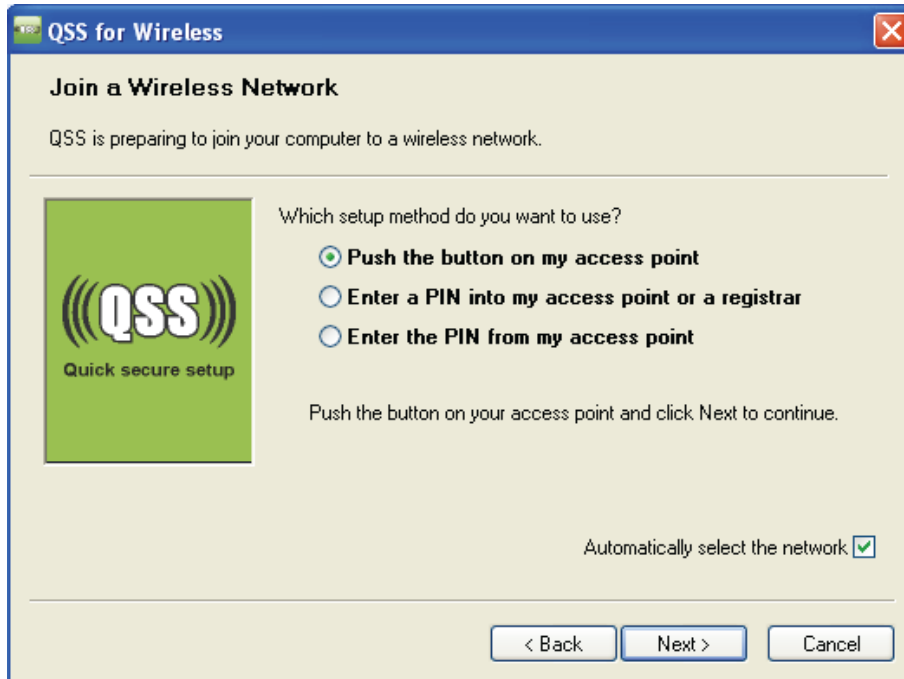 QSS for Wireless
Join a Wireless Network
QSS is preparing to join your computer to a wireless network.
Which setup method do you want to use?
Push the button on my access point
Enter a PIN into my access point or a registrar
Enter the PIN from my access point
QSS
Quick secure setup
Push the button on your access point and click Next to continue.
Automatically select the network
< Back
Next >
Cancel